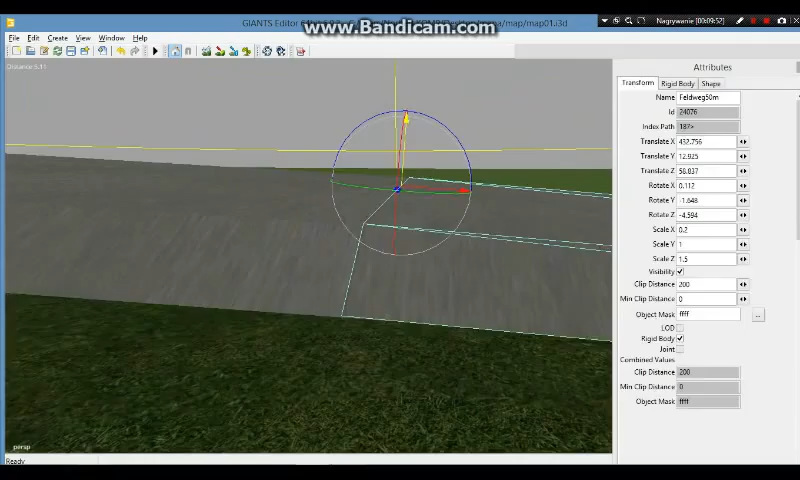 GIANTS Editor
map/map01.i3d
www.Bandicam.com
Nagrywanie [00:09:52]
File Edit Create View Window Help
Distance 5.11
Attributes
Transform Rigid Body Shape
Name Feldweg50m
Id 24076
Index Path 187>
Translate X 432.756
Translate Y 12.925
Translate Z 58.837
Rotate X 0.112
Rotate Y -1.648
Rotate Z -4.594
Scale X 0.2
Scale Y 1
Scale Z 1.5
Visibility
Clip Distance 200
Min Clip Distance 0
Object Mask ffff ...
LOD
Rigid Body
Joint
Combined Values
Clip Distance 200
Min Clip Distance 0
Object Mask ffff
persp
Ready